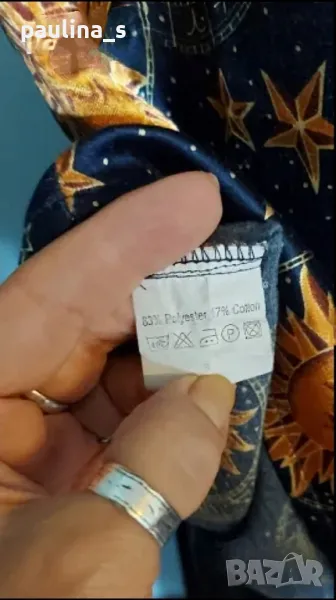 paulina_s
83% Polyester 17% Cotton
P
BAZAR